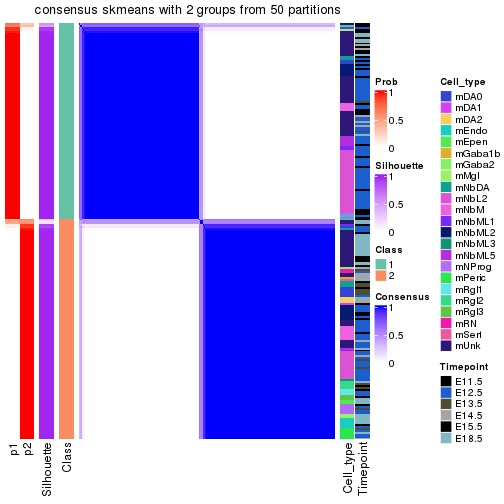 consensus skmeans with 2 groups from 50 partitions
Prob
1
0.5
0
Silhouette
1
0.5
0
Class
1
2
Consensus
1
0.5
0
Cell_type
mDA0
mDA1
mDA2
mEndo
mEpen
mGaba1b
mGaba2
mMgl
mNbDA
mNbL2
mNbM
mNbML1
mNbML2
mNbML3
mNbML5
mNProg
mPeric
mRgl1
mRgl2
mRgl3
mRN
mSert
mUnk
Timepoint
E11.5
E12.5
E13.5
E14.5
E15.5
E18.5
p1
p2
Silhouette
Class
Cell_type
Timepoint